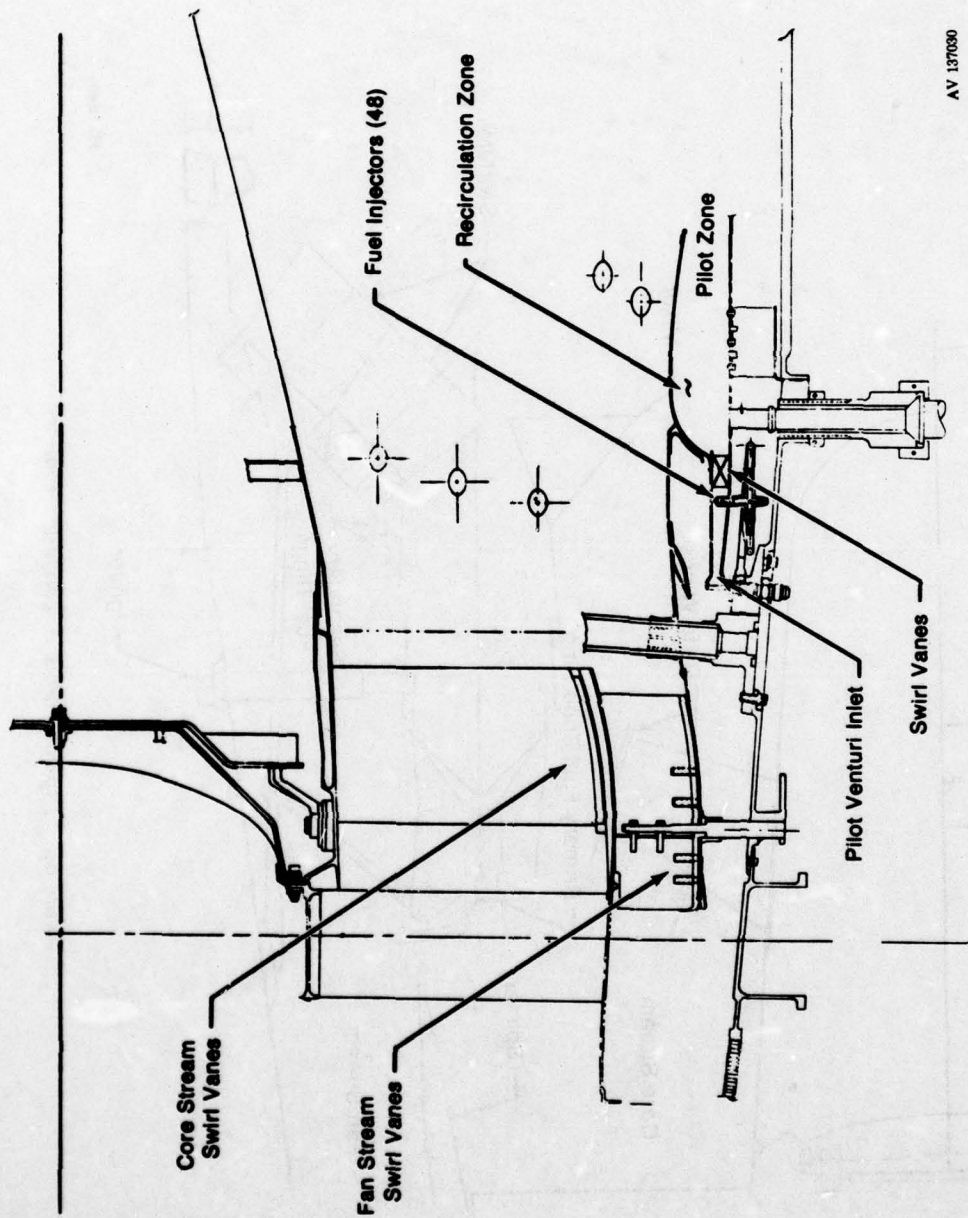 Core Stream
Swirl Vanes
Fan Stream
Swirl Vanes
Fuel Injectors (48)
Recirculation Zone
Pilot Zone
Pilot Venturi Inlet
Swirl Vanes
AV 137030